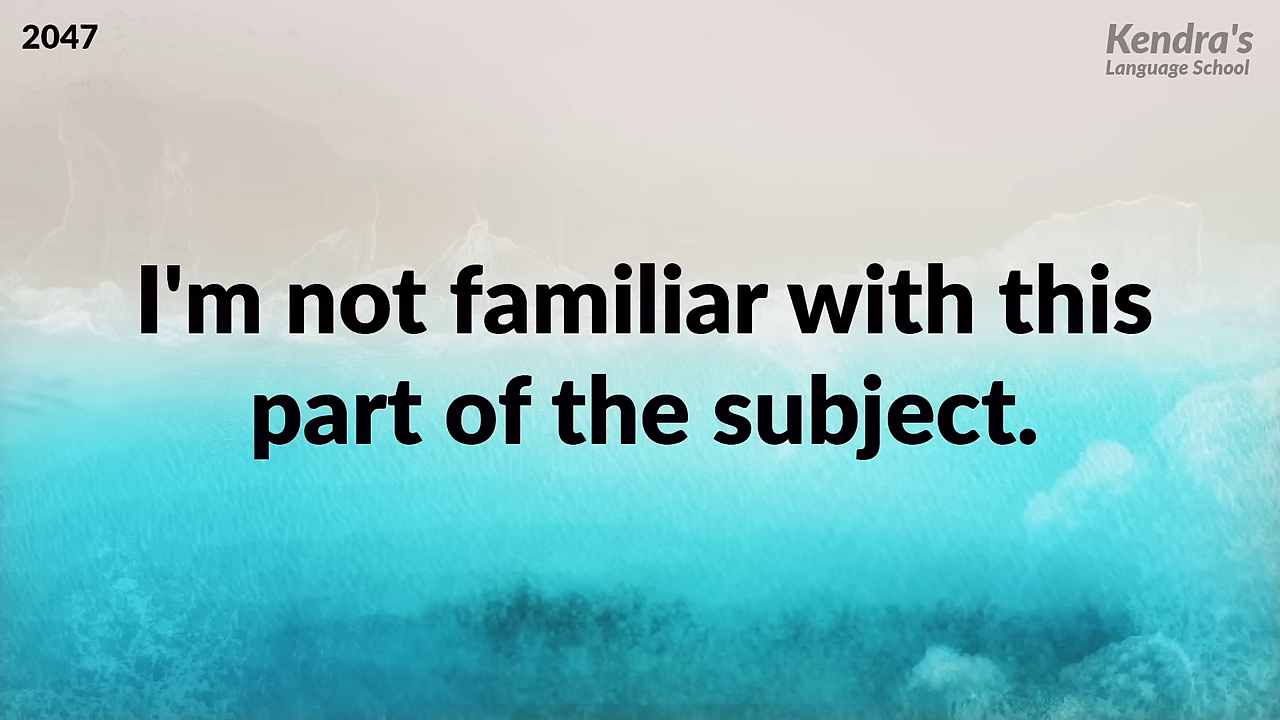 2047
Kendra's
Language School
I'm not familiar with this
part of the subject.